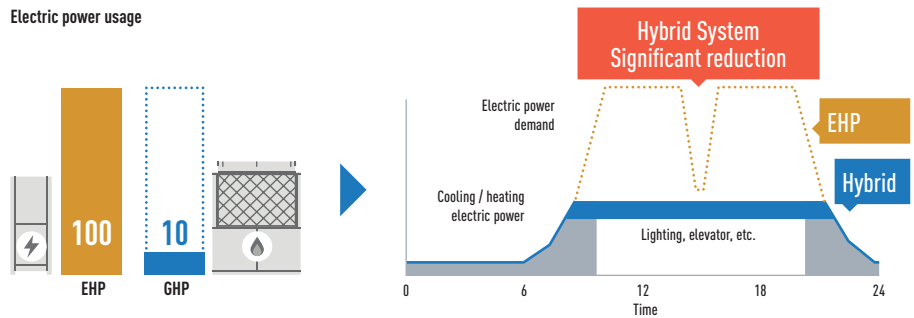 Electric power usage
100
10
EHP
GHP
Hybrid System
Significant reduction
Electric power
demand
EHP
Cooling / heating
electric power
Hybrid
Lighting, elevator, etc.
0
6
12
18
24
Time